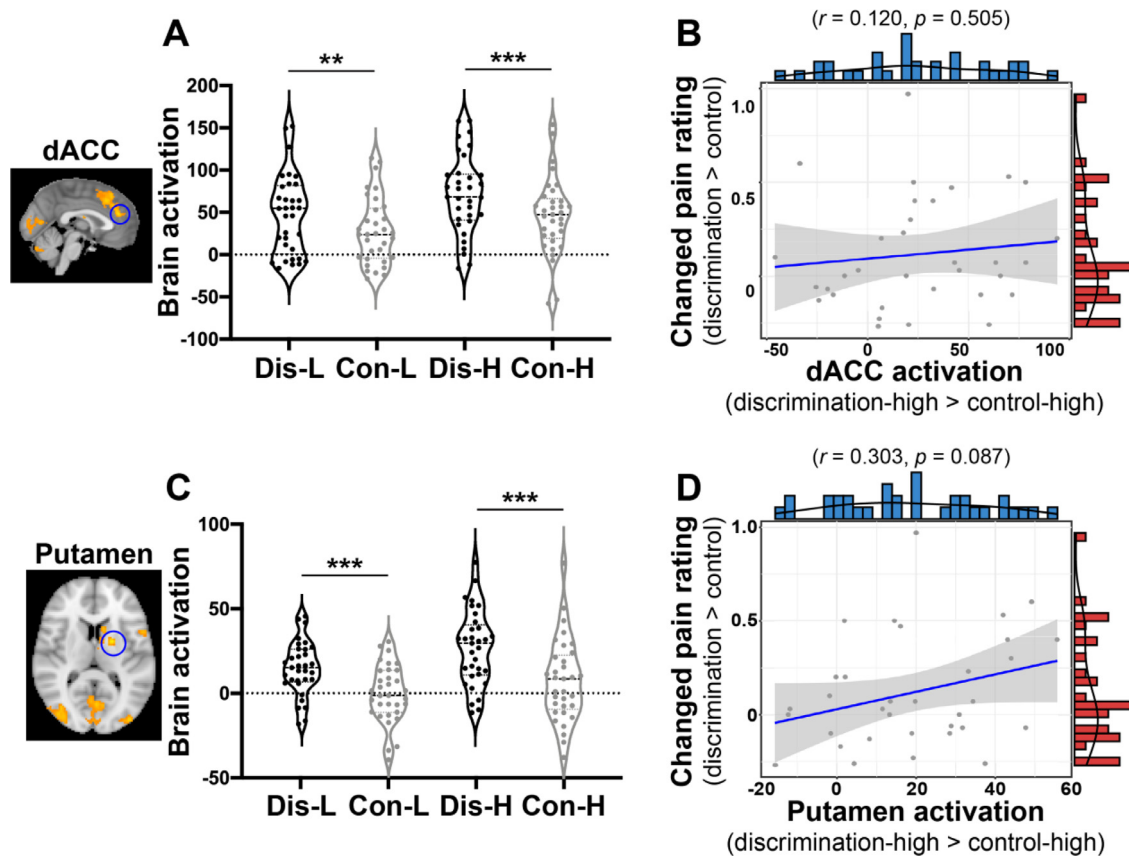 A
**
***
200
150
100
50
0
-50
-100
Brain activation
dACC
Dis-L Con-L Dis-H Con-H
B
(r = 0.120, p = 0.505)
Changed pain rating
(discrimination > control)
1.0
0.5
0
-50 0 50 100
dACC activation
(discrimination-high > control-high)
C
***
***
100
50
0
-50
Brain activation
Putamen
Dis-L Con-L Dis-H Con-H
D
(r = 0.303, p = 0.087)
Changed pain rating
(discrimination > control)
1.0
0.5
0
-20 0 20 40 60
Putamen activation
(discrimination-high > control-high)